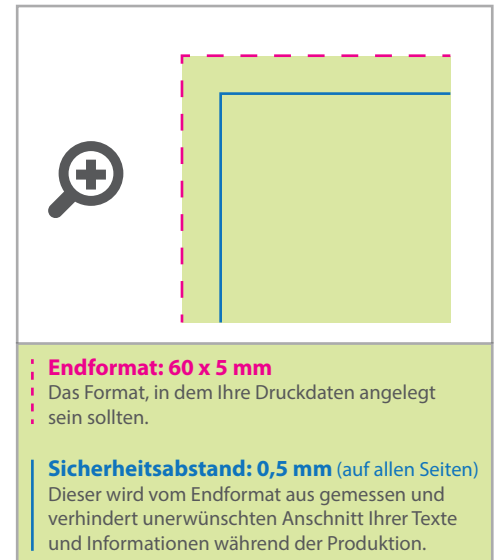 Endformat: 60 x 5 mm
Das Format, in dem Ihre Druckdaten angelegt
sein sollten.
Sicherheitsabstand: 0,5 mm (auf allen Seiten)
Dieser wird vom Endformat aus gemessen und
verhindert unerwünschten Anschnitt Ihrer Texte
und Informationen während der Produktion.